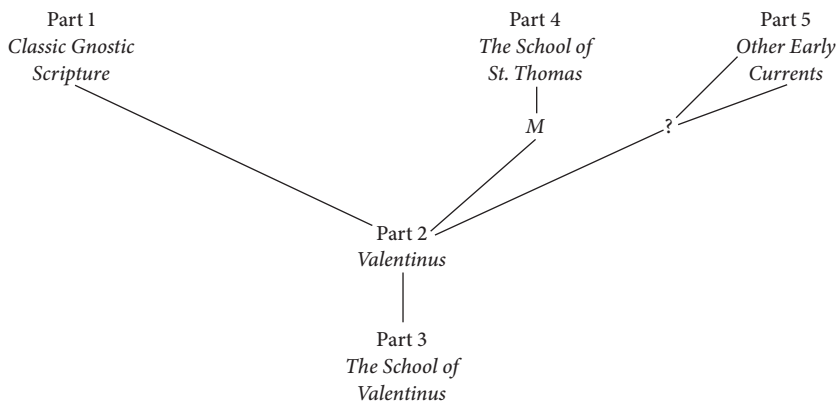 Part 1
Classic Gnostic
Scripture
Part 4
The School of
St. Thomas
Part 5
Other Early
Currents
M
?
Part 2
Valentinus
Part 3
The School of
Valentinus